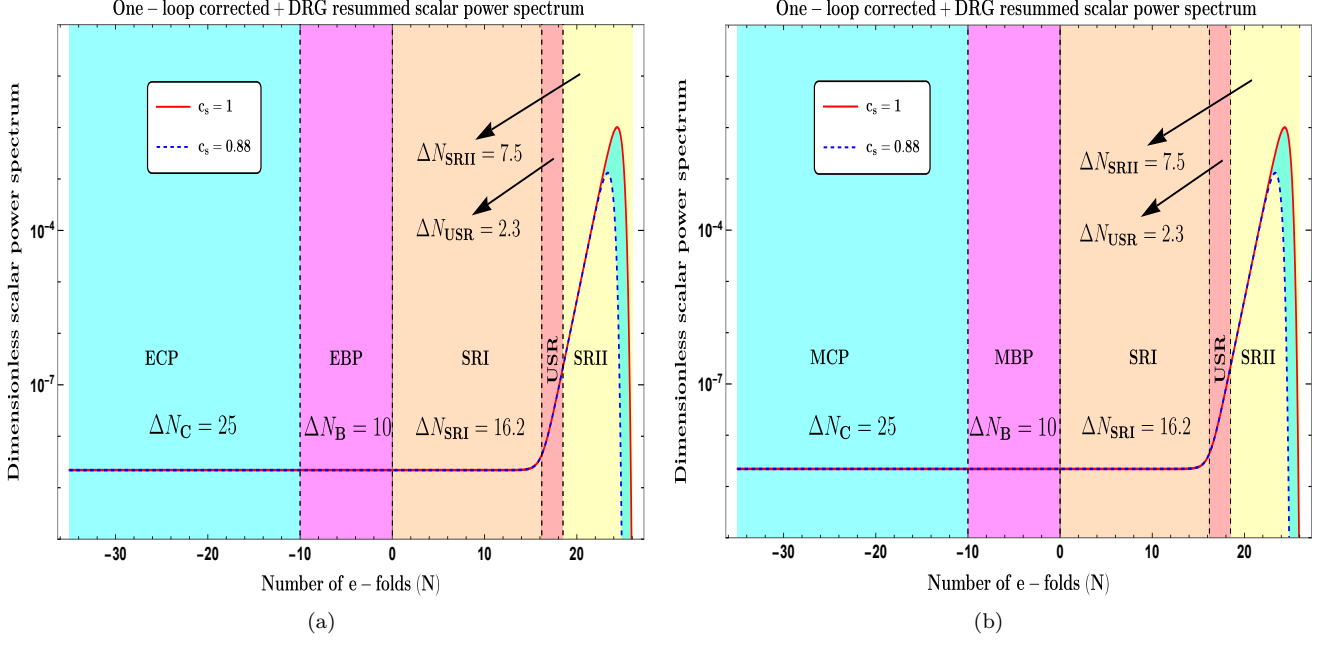 One − loop corrected + DRG resummed scalar power spectrum
Dimensionless scalar power spectrum
c_s = 1
c_s = 0.88
ΔN_SRII = 7.5
ΔN_USR = 2.3
10^-4
ECP
EBP
SRI
USR
SRII
10^-7
ΔN_C = 25
ΔN_B = 10
ΔN_SRI = 16.2
−30
−20
−10
0
10
20
Number of e − folds (N)
(a)
One − loop corrected + DRG resummed scalar power spectrum
Dimensionless scalar power spectrum
c_s = 1
c_s = 0.88
ΔN_SRII = 7.5
ΔN_USR = 2.3
10^-4
MCP
MBP
SRI
USR
SRII
10^-7
ΔN_C = 25
ΔN_B = 10
ΔN_SRI = 16.2
−30
−20
−10
0
10
20
Number of e − folds (N)
(b)